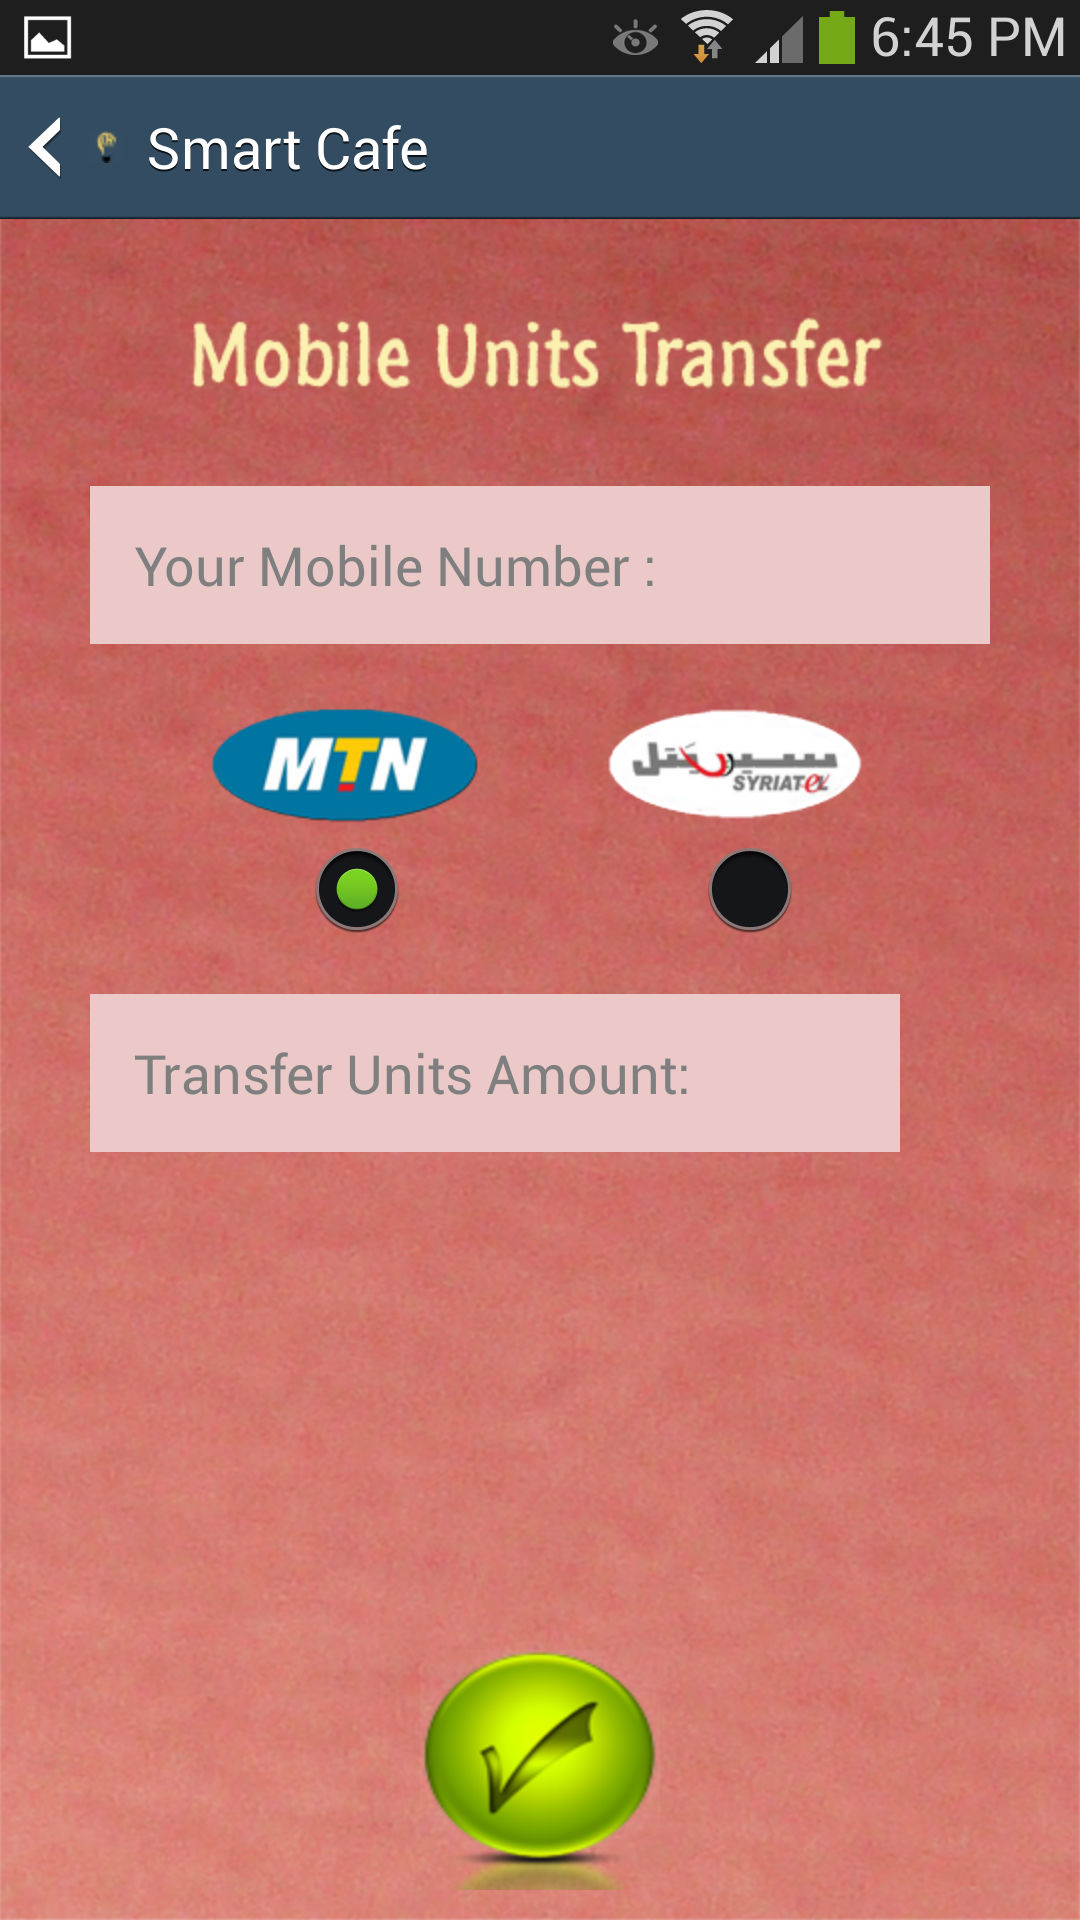 6:45 PM
Smart Cafe
Mobile Units Transfer
Your Mobile Number :
MTN
سيريتل
SYRIATEL
Transfer Units Amount: